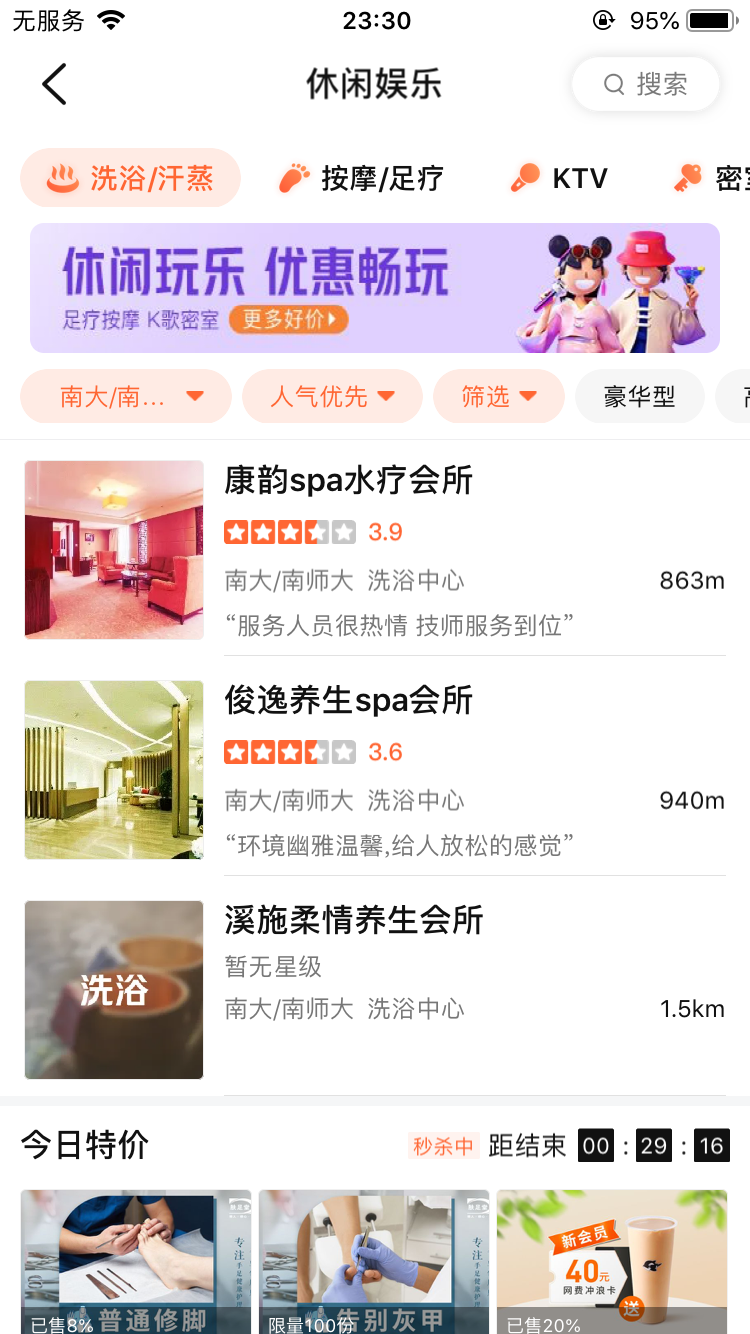 无服务 23:30 95%
休闲娱乐 搜索
洗浴/汗蒸 按摩/足疗 KTV 密室
休闲玩乐 优惠畅玩
足疗按摩 K歌密室 更多好价
南大/南... 人气优先 筛选 豪华型
康韵spa水疗会所
3.9
南大/南师大 洗浴中心 863m
“服务人员很热情 技师服务到位”
俊逸养生spa会所
3.6
南大/南师大 洗浴中心 940m
“环境幽雅温馨,给人放松的感觉”
洗浴
溪施柔情养生会所
暂无星级
南大/南师大 洗浴中心 1.5km
今日特价 秒杀中 距结束 00 : 29 : 16
专注
普通修脚
已售8%
专注
告别灰甲
限量100份
新会员
40元
网费冲浪卡
送
已售20%